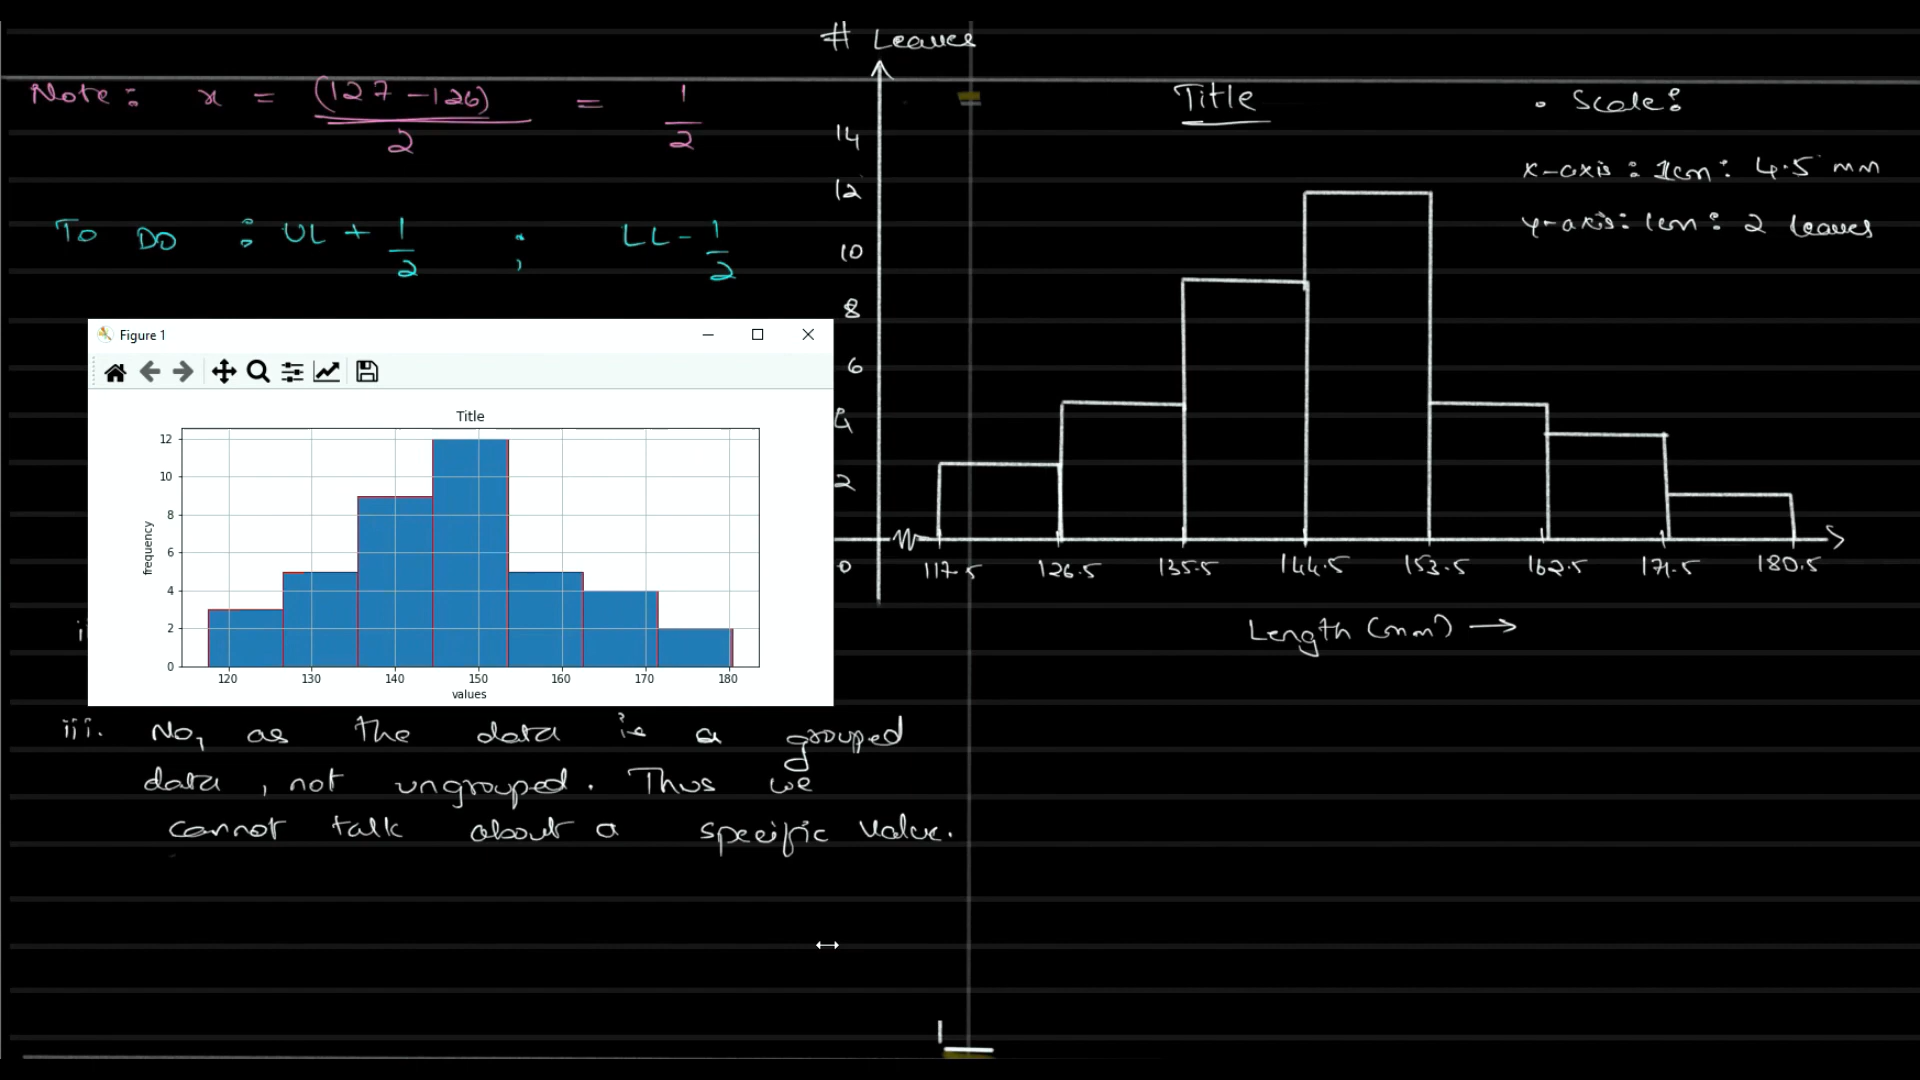 # Leaves
Note : x = (127 - 126) / 2 = 1/2
Title
• Scale :
x-axis : 1cm : 4.5 mm
y-axis : 1cm : 2 leaves
To Do : UL + 1/2 ; LL - 1/2
14
12
10
8
6
4
2
0
117.5 126.5 135.5 144.5 153.5 162.5 171.5 180.5
Length (mm) →
Figure 1
Title
frequency
12
10
8
6
4
2
0
120 130 140 150 160 170 180
values
iii. No, as the data is a grouped
data , not ungrouped . Thus we
cannot talk about a specific value.